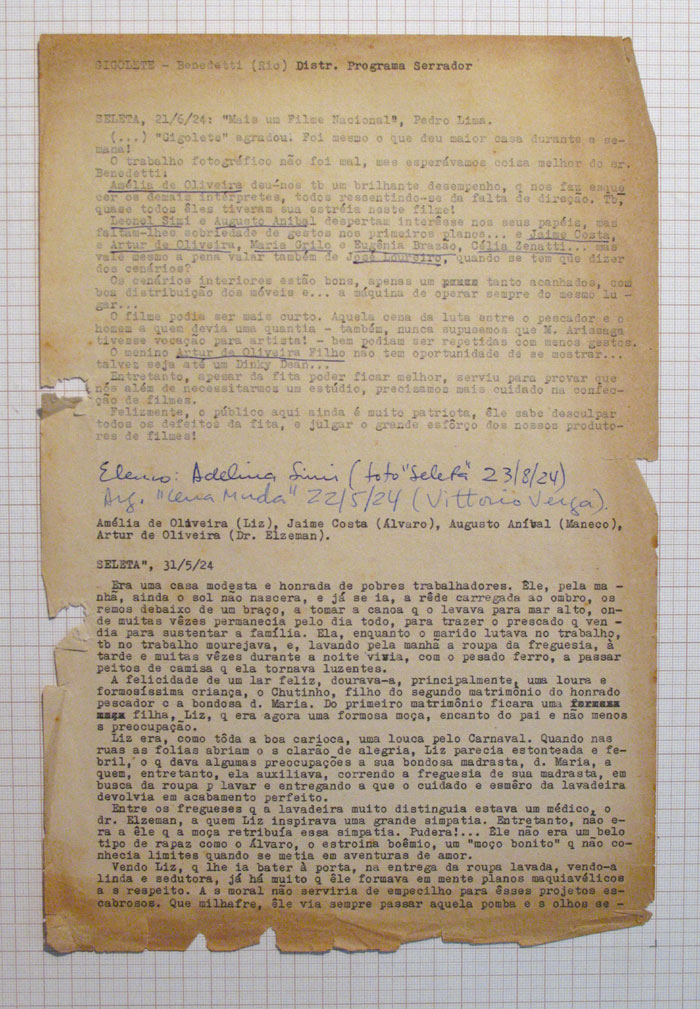 GIGOLETE - Benedetti (Rio) Distr. Programa Serrador
SELETA, 21/6/24: "Mais um Filme Nacional", Pedro Lima.
(...) "Gigolete" agradou! Foi mesmo o que deu maior casa durante a se-
mana!
O trabalho fotográfico não foi mal, mas esperávamos coiza melhor do sr.
Benedetti!
Amélia de Oliveira deu-nos tb um brilhante desempenho, q nos faz esque
cer os demais intérpretes, todos ressentindo-se da falta de direção. Tb,
quase todos êles tiveram sua estréia neste filme!
Leonel Simi e Augusto Anibal despertam interêsse nos seus papéis, mas
faltam-lhes sobriedade de gestos nos primeiros planos... e Jaime Costa,
e Artur de Oliveira, Maria Grilo e Eugênia Brazão, Célia Zenatti... mas
vale mesmo a pena valar também de José Loureiro, quando se tem que dizer
dos cenários?
Os cenários interiores estão bons, apenas um tanto acanhados, com
boa distribuição dos móveis e... a máquina de operar sempre do mesmo lu -
gar...
O filme podia ser mais curto. Aquela cena da luta entre o pescador e o
homem a quem devia uma quantia - também, nunca supusemos que M. Ariscaga
tivesse vocação para artista! - bem podiam ser repetidas com menos gestos.
O menino Artur de Oliveira Filho não tem oportunidade de se mostrar...
talvet seja até um Dinky Dean...
Entretanto, apezar da fita poder ficar melhor, serviu para provar que
nós além de necessitarmos um estúdio, precisamos mais cuidado na confec-
ção de filmes.
Felizmente, o público aqui ainda é muito patriota, êle sabe desculpar
todos os defeitos da fita, e julgar o grande esfôrço dos nossos produto-
res de filmes!
Elenco: Adelina Simi (foto "Seleta" 23/8/24)
Arg. "Cena Muda" 22/5/24 (Vittorio Verga).
Amélia de Oliveira (Liz), Jaime Costa (Álvaro), Augusto Aníbal (Maneco),
Artur de Oliveira (Dr. Elzeman).
SELETA", 31/5/24
Era uma casa modesta e honrada de pobres trabalhadores. Êle, pela ma -
nhã, ainda o sol não nascera, e já se ia, a rêde carregada ao ombro, os
remos debaixo de um braço, a tomar a canoa q o levava para mar alto, on-
de muitas vêzes permanecia pelo dia todo, para trazer o prescado q ven -
dia para sustentar a família. Ela, enquanto o marido lutava no trabalho,
tb no trabalho mourejava, e, lavando pela manhã a roupa da freguesia, à
tarde e muitas vêzes durante a noite vivia, com o pesado ferro, a passar
peitos de camisa q ela tornava luzentes.
A felicidade de um lar feliz, dourava-a, principalmente, uma loura e
formosíssima criança, o Chutinho, filho do segundo matrimônio do honrado
pescador c a bondosa d. Maria. Do primeiro matrimônio ficara uma
filha, Liz, q era agora uma formosa moça, encanto do pai e não menos
s preocupação.
Liz era, como tôda a boa carioca, uma louca pelo Carnaval. Quando nas
ruas as folias abriam o s clarão de alegria, Liz parecia estonteada e fe-
bril, o q dava algumas preocupações a sua bondosa madrasta, d. Maria, a
quem, entretanto, ela auxiliava, correndo a freguesia de sua madrasta, em
busca da roupa p lavar e entregando a que o cuidado e esmêro da lavadeira
devolvia em acabamento perfeito.
Entre os fregueses q a lavadeira muito distinguia estava um médico, o
dr. Elzeman, a quem Liz inspirava uma grande simpatia. Entretanto, não e-
ra a êle q a moça retribuía essa simpatia. Pudera!... Êle não era um belo
tipo de rapaz como o Álvaro, o estroina boêmio, um "moço bonito" q não co-
nhecia limites quando se metia em aventuras de amor.
Vendo Liz, q lhe ia bater à porta, na entrega da roupa lavada, vendo-a
linda e sedutora, já há muito q êle formava em mente planos maquiavélicos
a s respeito. A s moral não serviria de empecilho para êsses projetos es-
cabrosos. Que milhafre, êle via sempre passar aquela pomba e s olhos se -